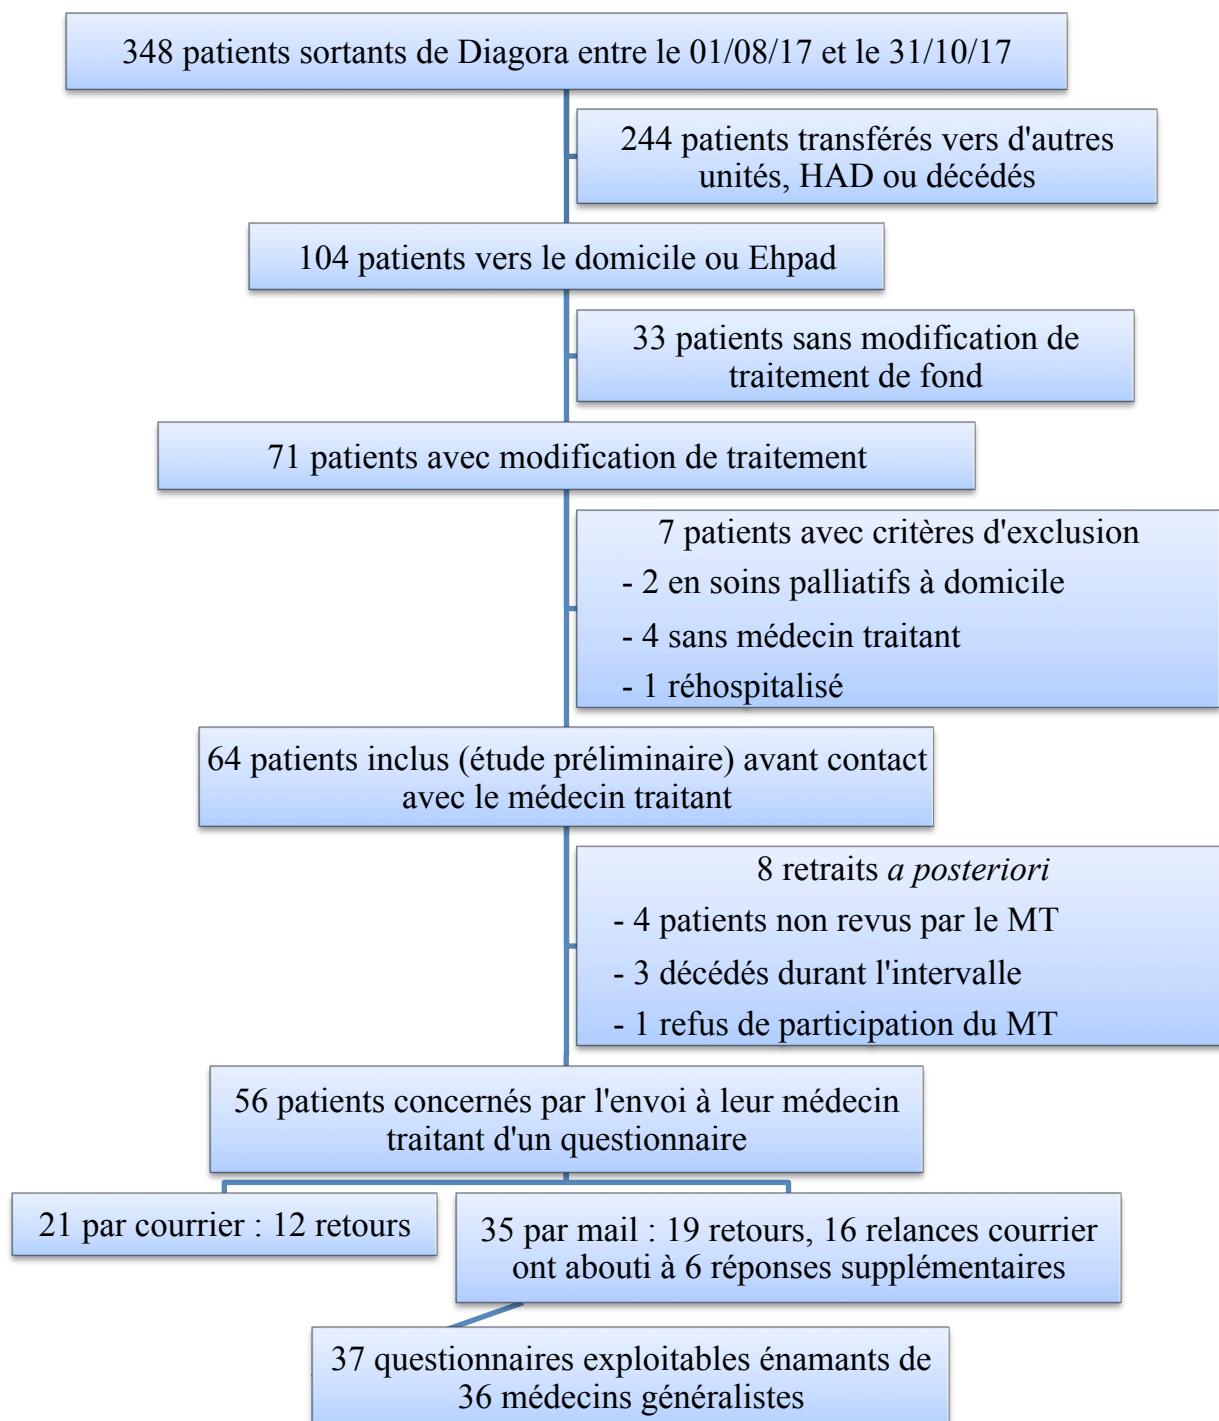 348 patients sortants de Diagora entre le 01/08/17 et le 31/10/17
244 patients transférés vers d'autres
unités, HAD ou décédés
104 patients vers le domicile ou Ehpad
33 patients sans modification de
traitement de fond
71 patients avec modification de traitement
7 patients avec critères d'exclusion
- 2 en soins palliatifs à domicile
- 4 sans médecin traitant
- 1 réhospitalisé
64 patients inclus (étude préliminaire) avant contact
avec le médecin traitant
8 retraits a posteriori
- 4 patients non revus par le MT
- 3 décédés durant l'intervalle
- 1 refus de participation du MT
56 patients concernés par l'envoi à leur médecin
traitant d'un questionnaire
21 par courrier : 12 retours
35 par mail : 19 retours, 16 relances courrier
ont abouti à 6 réponses supplémentaires
37 questionnaires exploitables énamants de
36 médecins généralistes